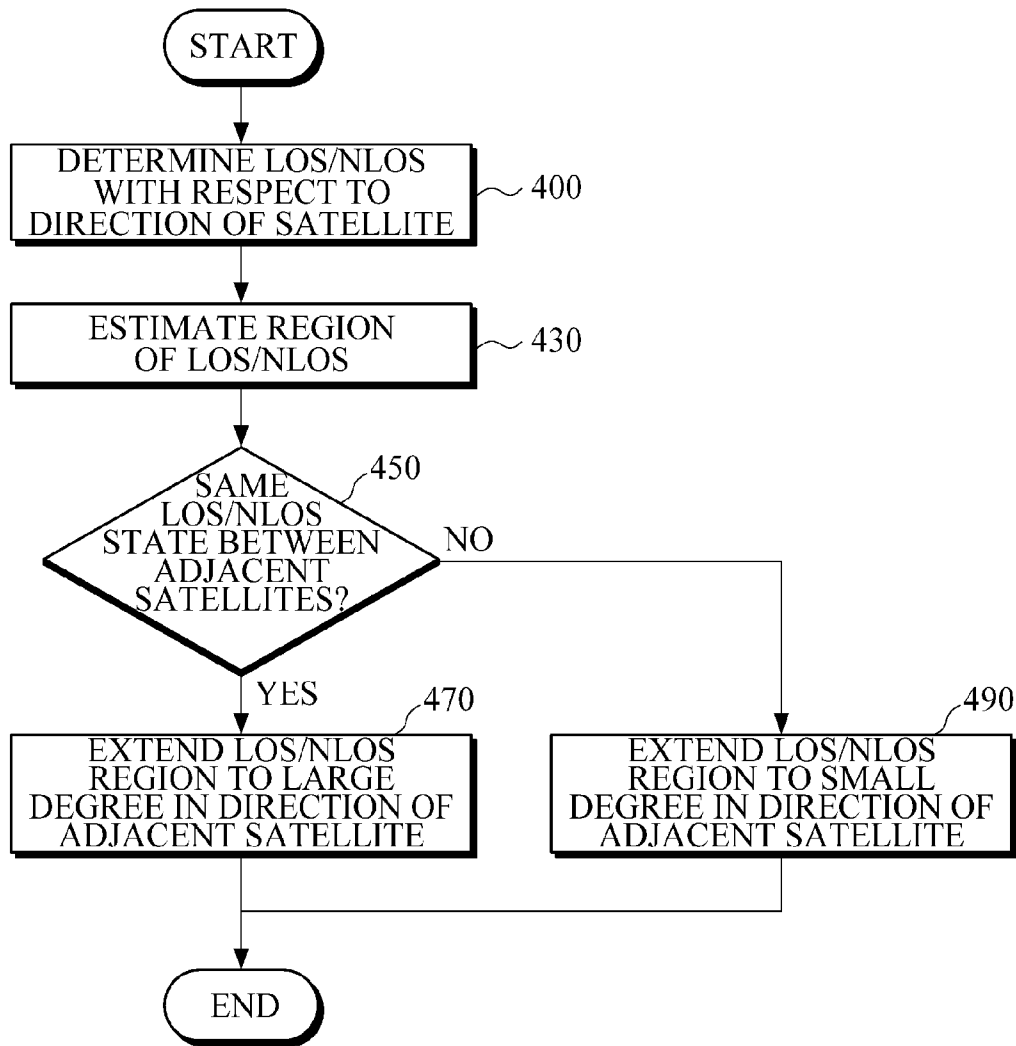 START
DETERMINE LOS/NLOS
WITH RESPECT TO
DIRECTION OF SATELLITE
400
ESTIMATE REGION
OF LOS/NLOS
430
450
SAME
LOS/NLOS
STATE BETWEEN
ADJACENT
SATELLITES?
NO
YES
470
EXTEND LOS/NLOS
REGION TO LARGE
DEGREE IN DIRECTION OF
ADJACENT SATELLITE
490
EXTEND LOS/NLOS
REGION TO SMALL
DEGREE IN DIRECTION OF
ADJACENT SATELLITE
END